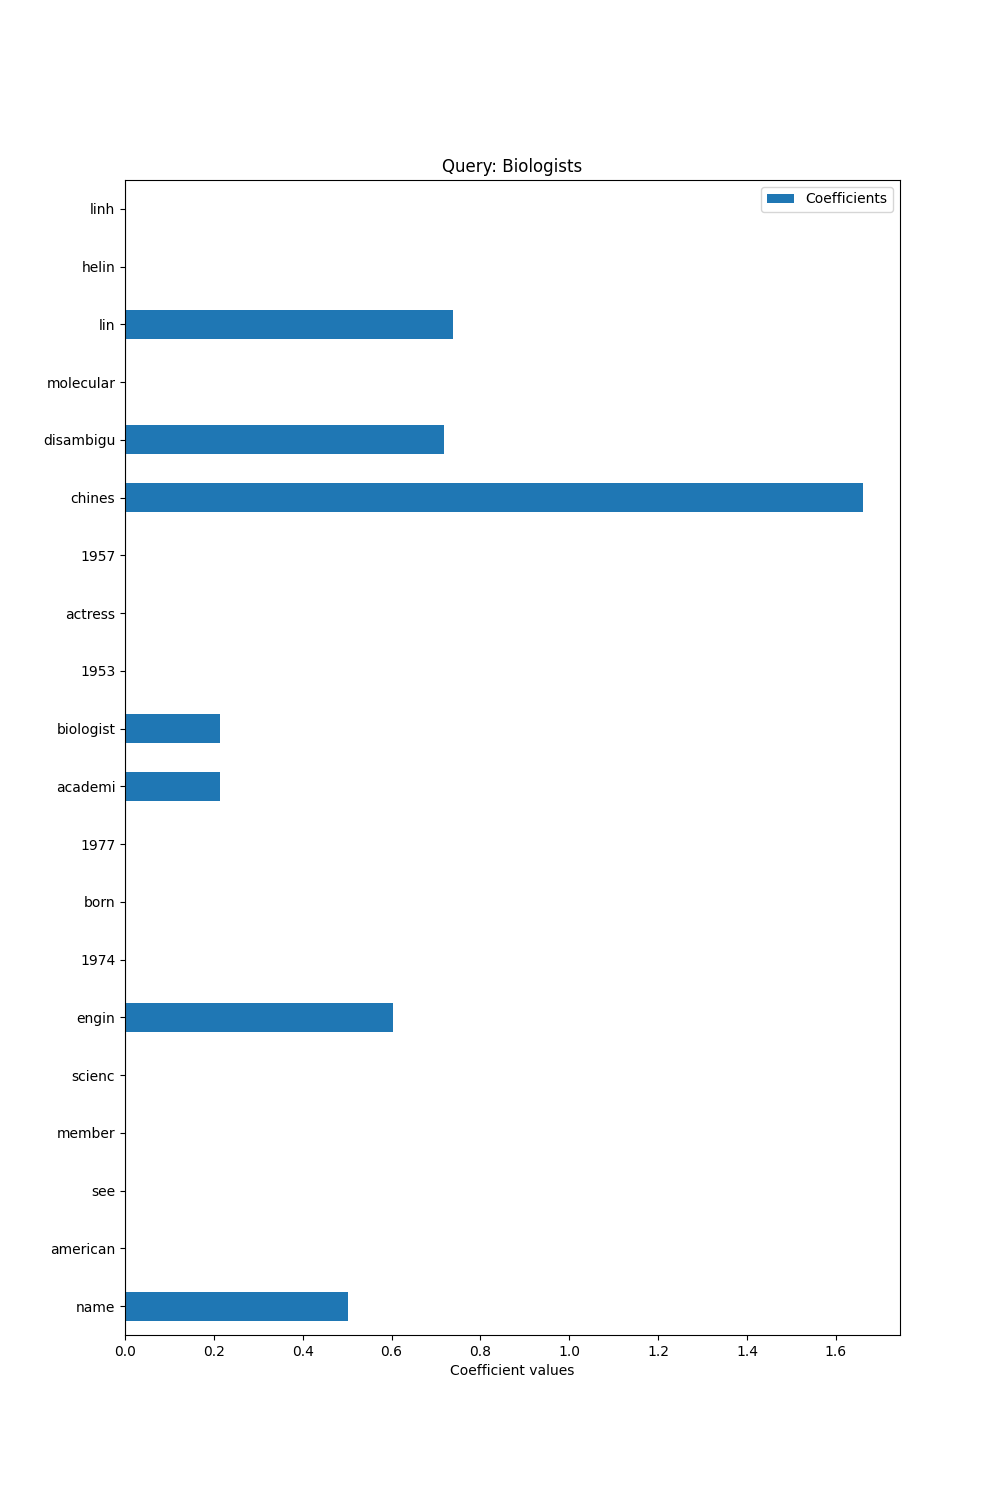 Query: Biologists
Coefficients
linh
helin
lin
molecular
disambigu
chines
1957
actress
1953
biologist
academi
1977
born
1974
engin
scienc
member
see
american
name
0.0 0.2 0.4 0.6 0.8 1.0 1.2 1.4 1.6
Coefficient values